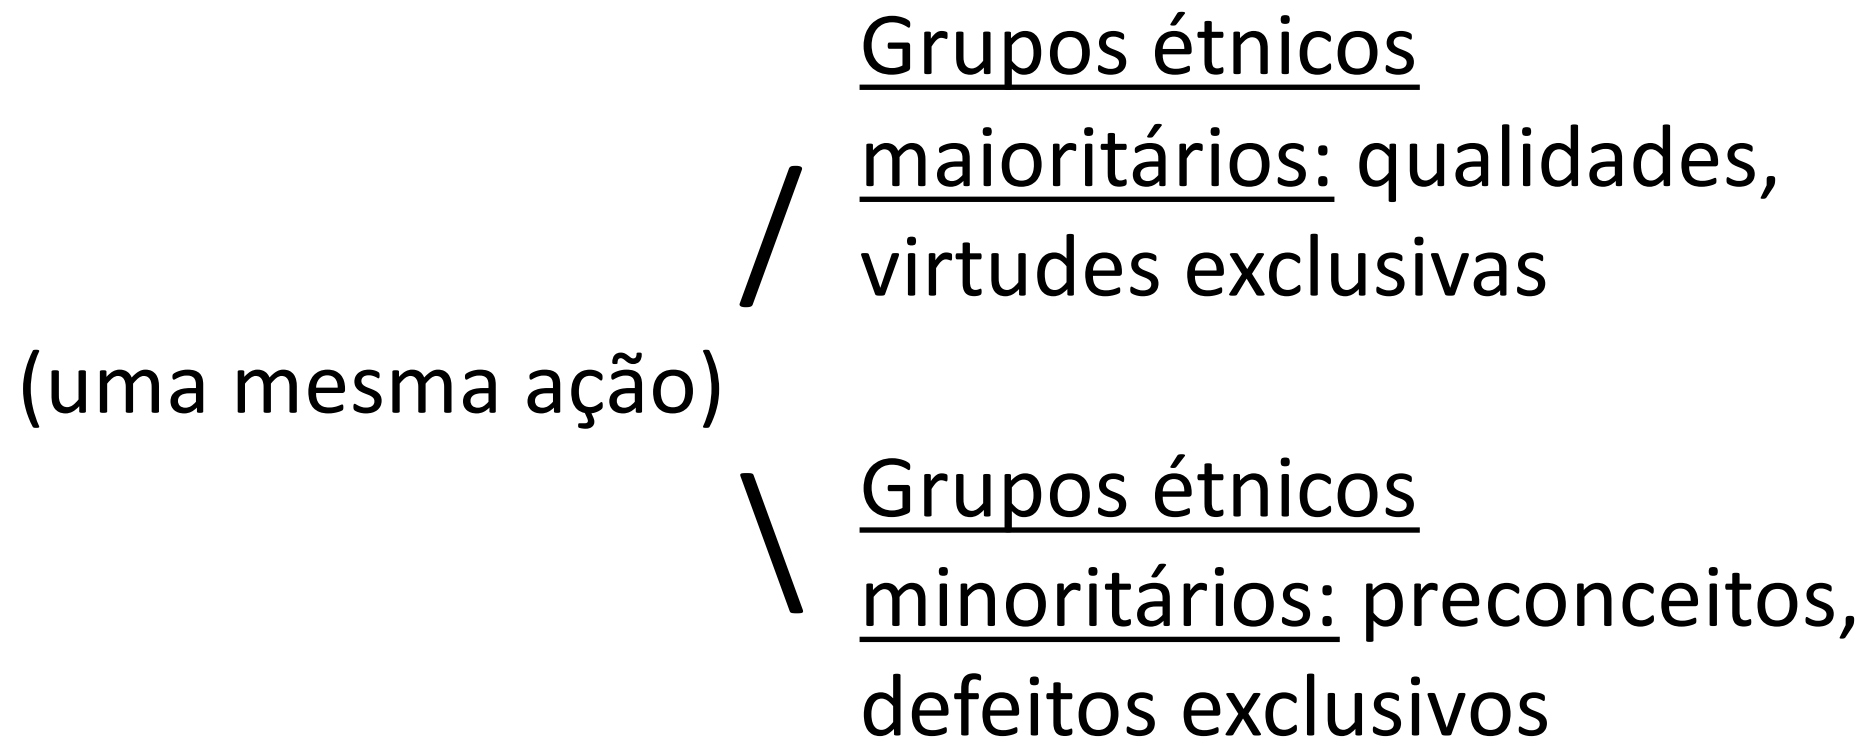 Grupos étnicos
maioritários: qualidades,
virtudes exclusivas
/
(uma mesma ação)
\
Grupos étnicos
minoritários: preconceitos,
defeitos exclusivos